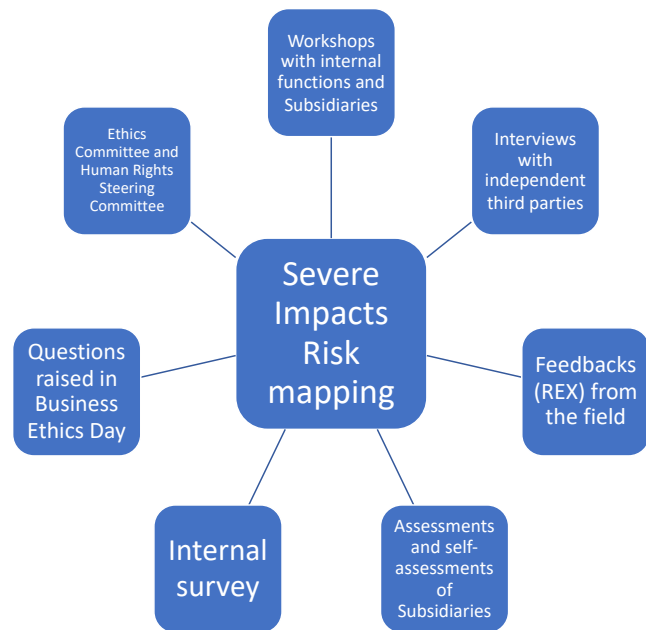 Workshops
with internal
functions and
Subsidiaries
Ethics
Committee and
Human Rights
Steering
Committee
Interviews
with
independent
third parties
Severe
Impacts
Risk
mapping
Questions
raised in
Business
Ethics Day
Feedbacks
(REX) from
the field
Internal
survey
Assessments
and self-
assessments
of
Subsidiaries